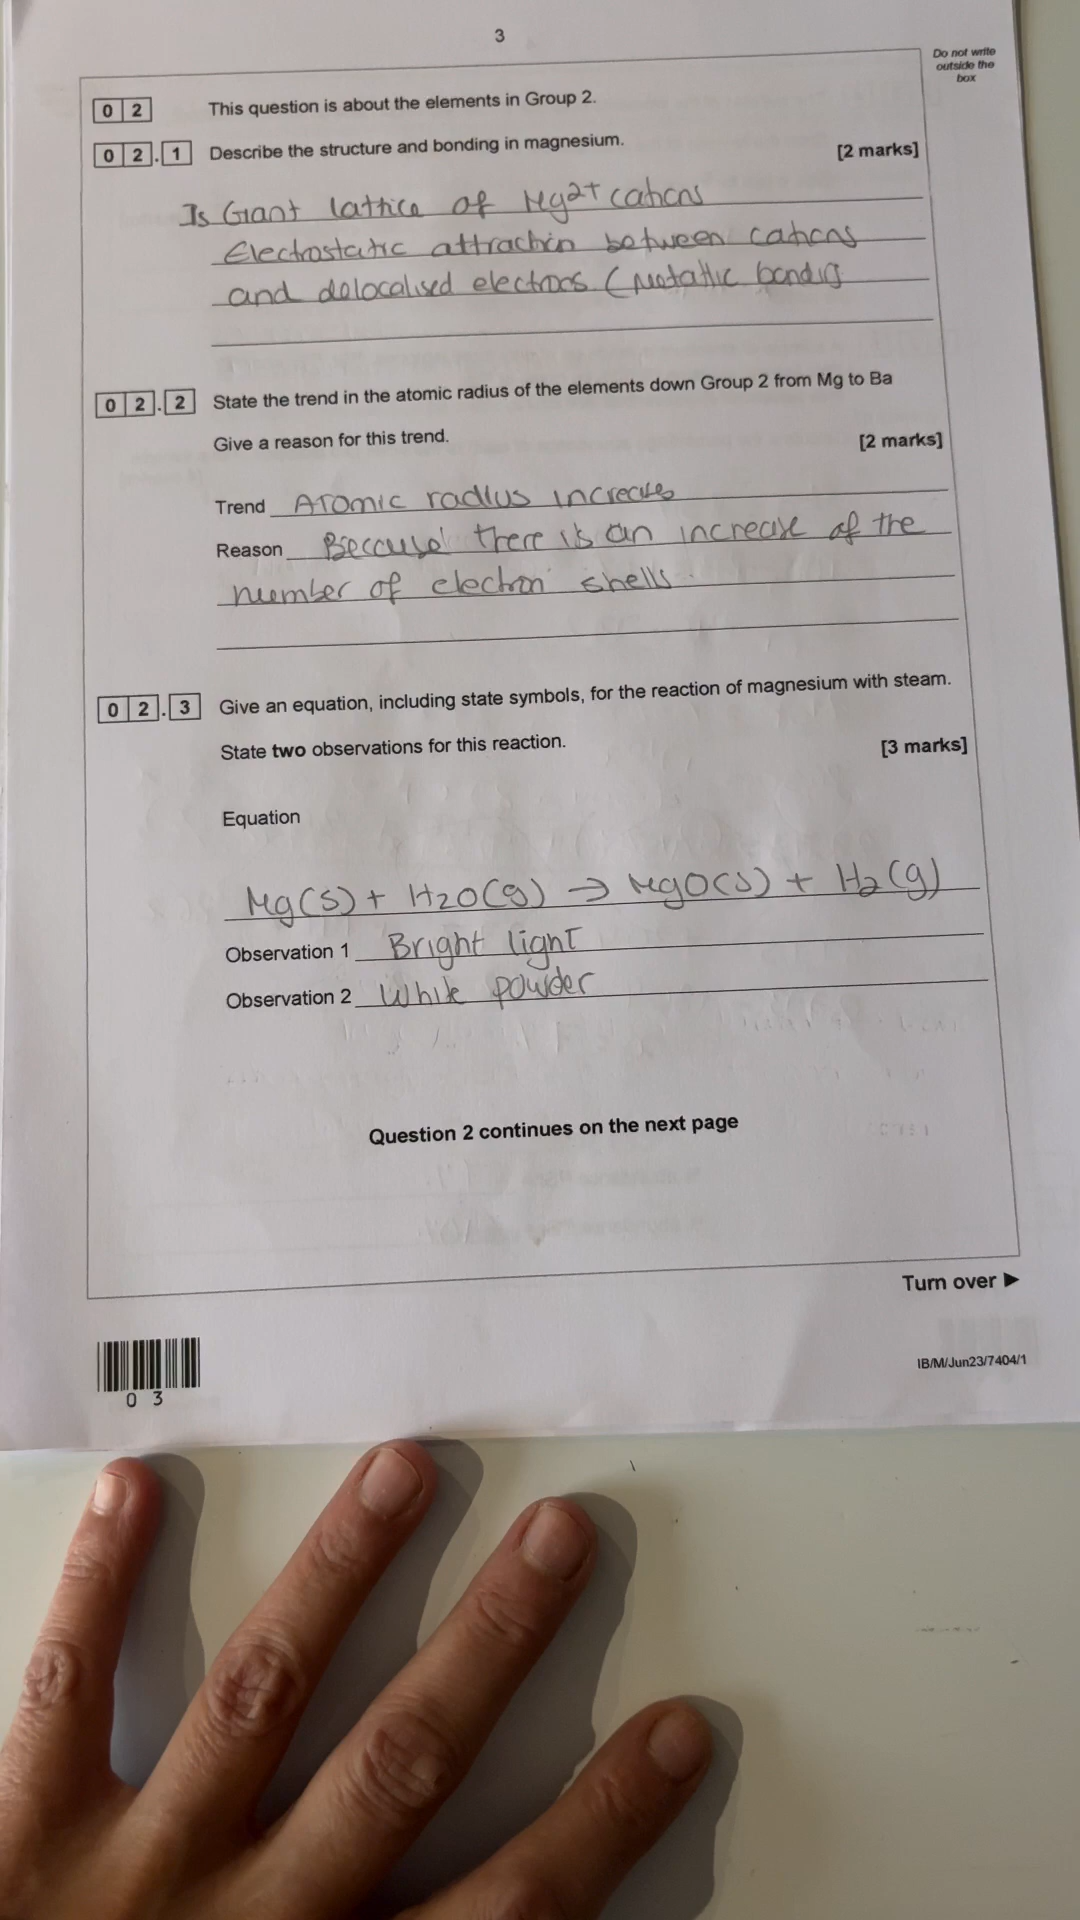 3
Do not write
outside the
box
0 2 This question is about the elements in Group 2.
0 2 . 1 Describe the structure and bonding in magnesium.
[2 marks]
Is Giant lattice of Mg2+ cations
Electrostatic attraction between cations
and delocalised electrons (Metallic bonding
0 2 . 2 State the trend in the atomic radius of the elements down Group 2 from Mg to Ba
Give a reason for this trend.
[2 marks]
Trend Atomic radius increases
Reason Because there is an increase of the
number of electron shells.
0 2 . 3 Give an equation, including state symbols, for the reaction of magnesium with steam.
State two observations for this reaction.
[3 marks]
Equation
Mg(s) + H2O(g) → MgO(s) + H2(g)
Observation 1 Bright light
Observation 2 White powder
Question 2 continues on the next page
Turn over ►
0 3
IB/M/Jun23/7404/1